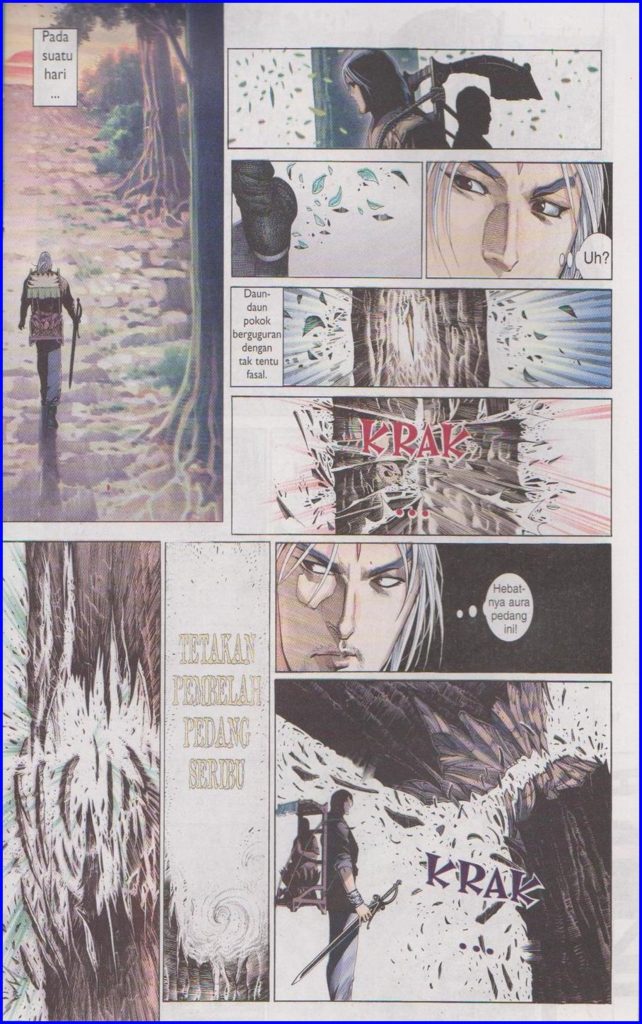 Pada
suatu
hari
...
Uh?
Daun-
daun
pokok
berguguran
dengan
tak tentu
fasal.
KRAK
...
Hebat-
nya aura
pedang
ini!
TETAKAN
PEMBELAH
PEDANG
SERIBU
KRAK
...